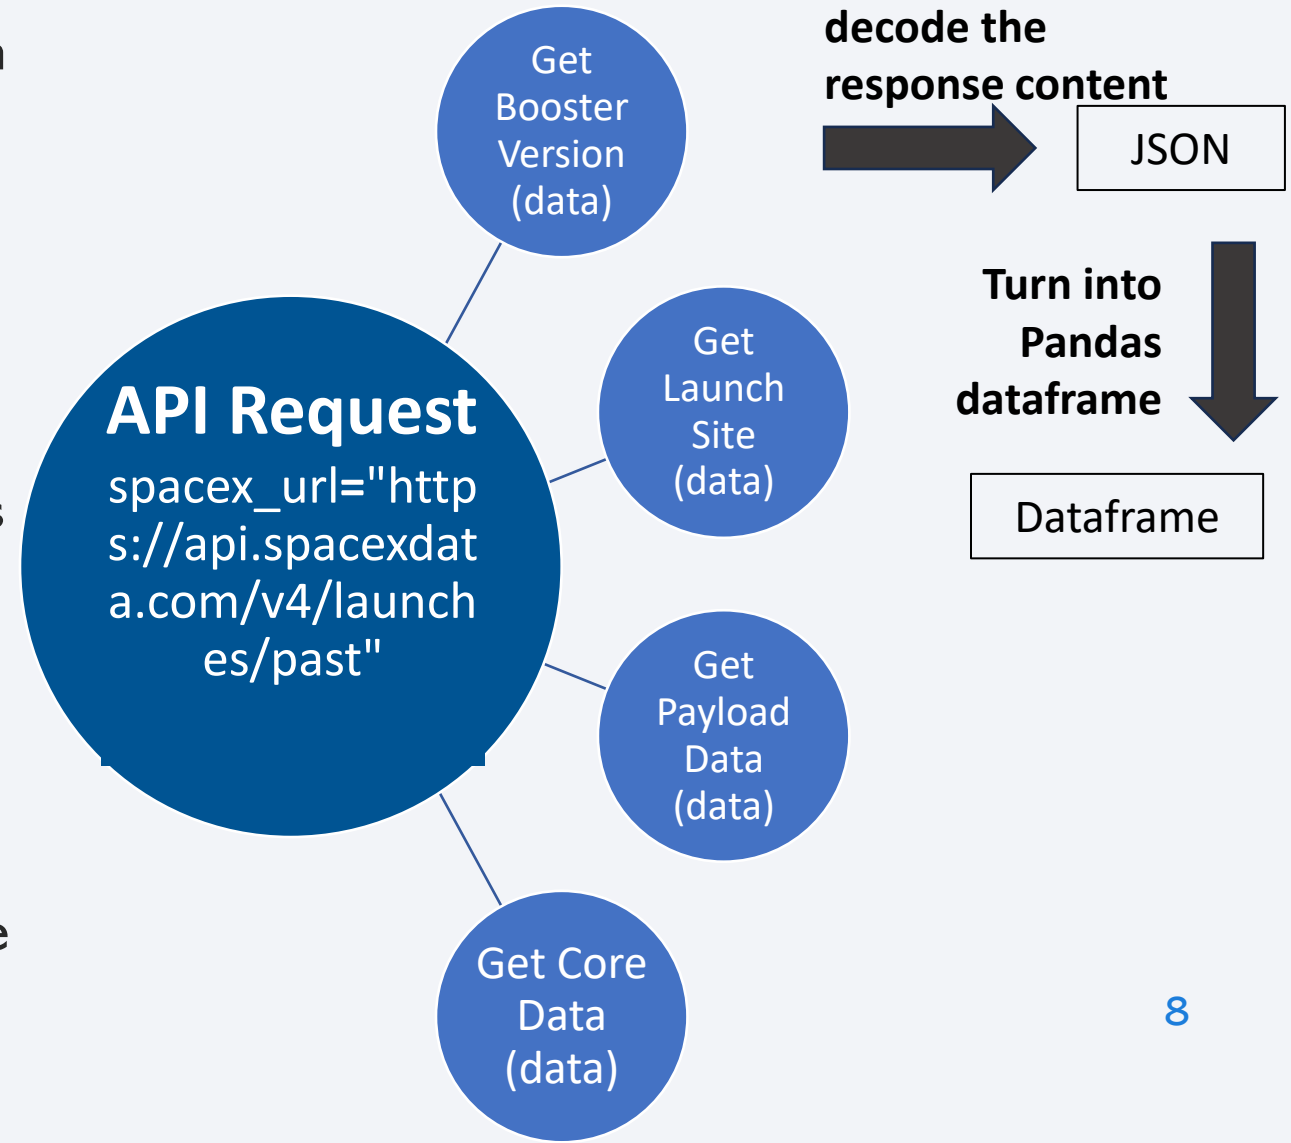 Get
Booster
Version
(data)
decode the
response content
JSON
Turn into
Pandas
dataframe
Dataframe
API Request
spacex_url="http
s://api.spacexdat
a.com/v4/launch
es/past"
Get
Launch
Site
(data)
Get
Payload
Data
(data)
Get Core
Data
(data)
8